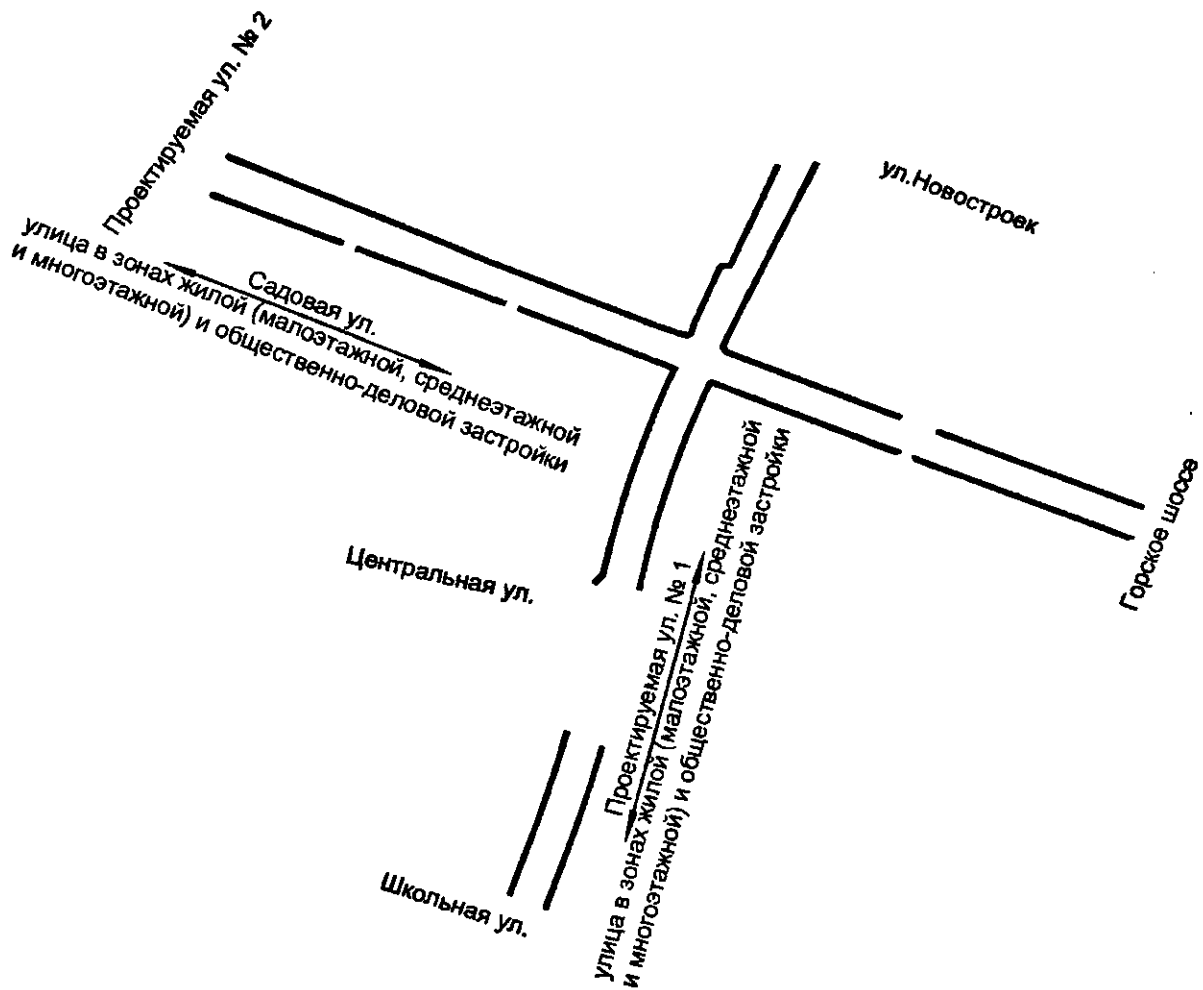 Проектируемая ул. № 2
ул.Новостроек
Садовая ул.
улица в зонах жилой (малоэтажной, среднеэтажной
и многоэтажной) и общественно-деловой застройки
Горское шоссе
Центральная ул.
Проектируемая ул. № 1
улица в зонах жилой (малоэтажной, среднеэтажной
и многоэтажной) и общественно-деловой застройки
Школьная ул.